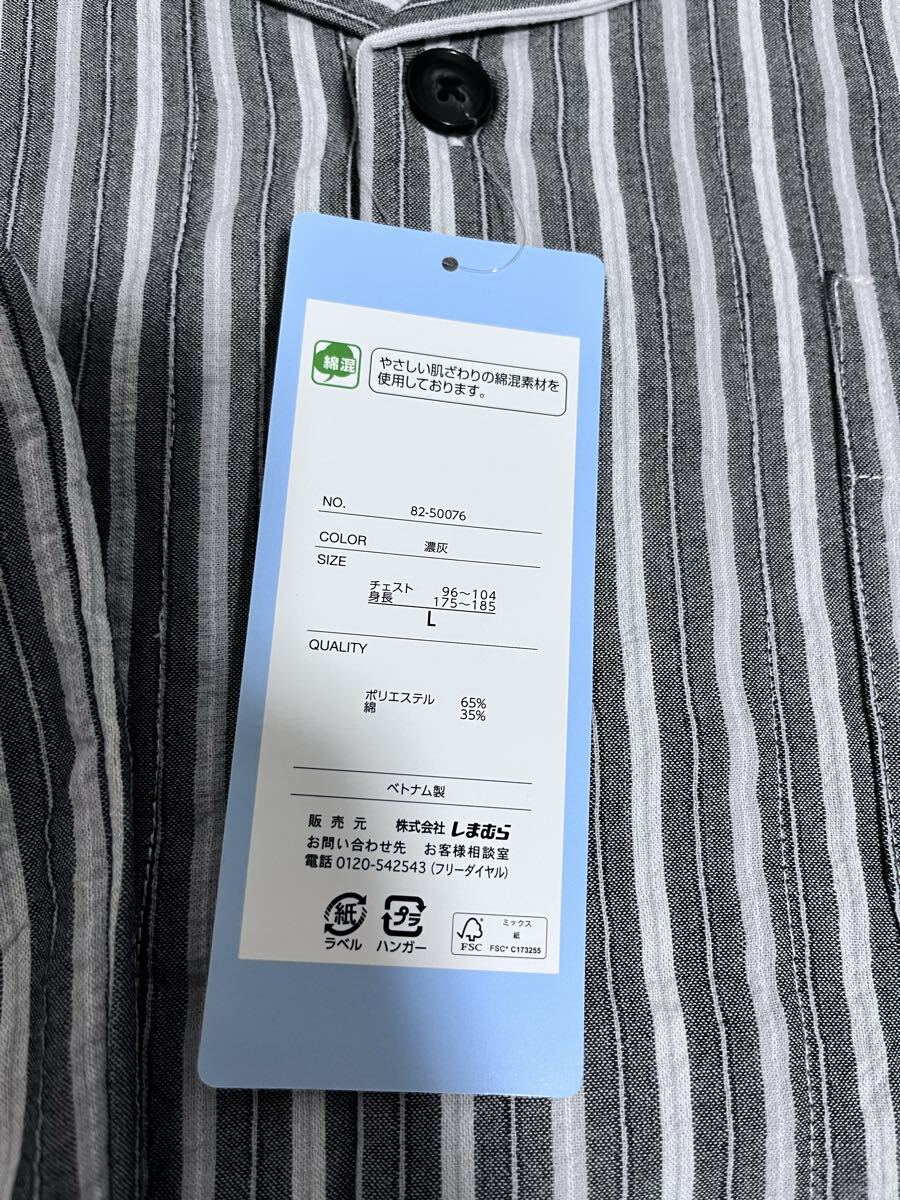 綿混
やさしい肌ざわりの綿混素材を
使用しております。
NO. 82-50076
COLOR 濃灰
SIZE
チェスト 96〜104
身長 175〜185
L
QUALITY
ポリエステル 65%
綿 35%
ベトナム製
販売元 株式会社 しまむら
お問い合わせ先 お客様相談室
電話 0120-542543 (フリーダイヤル)
紙 プラ
ラベル ハンガー
FSC
ミックス
紙
FSC® C173255